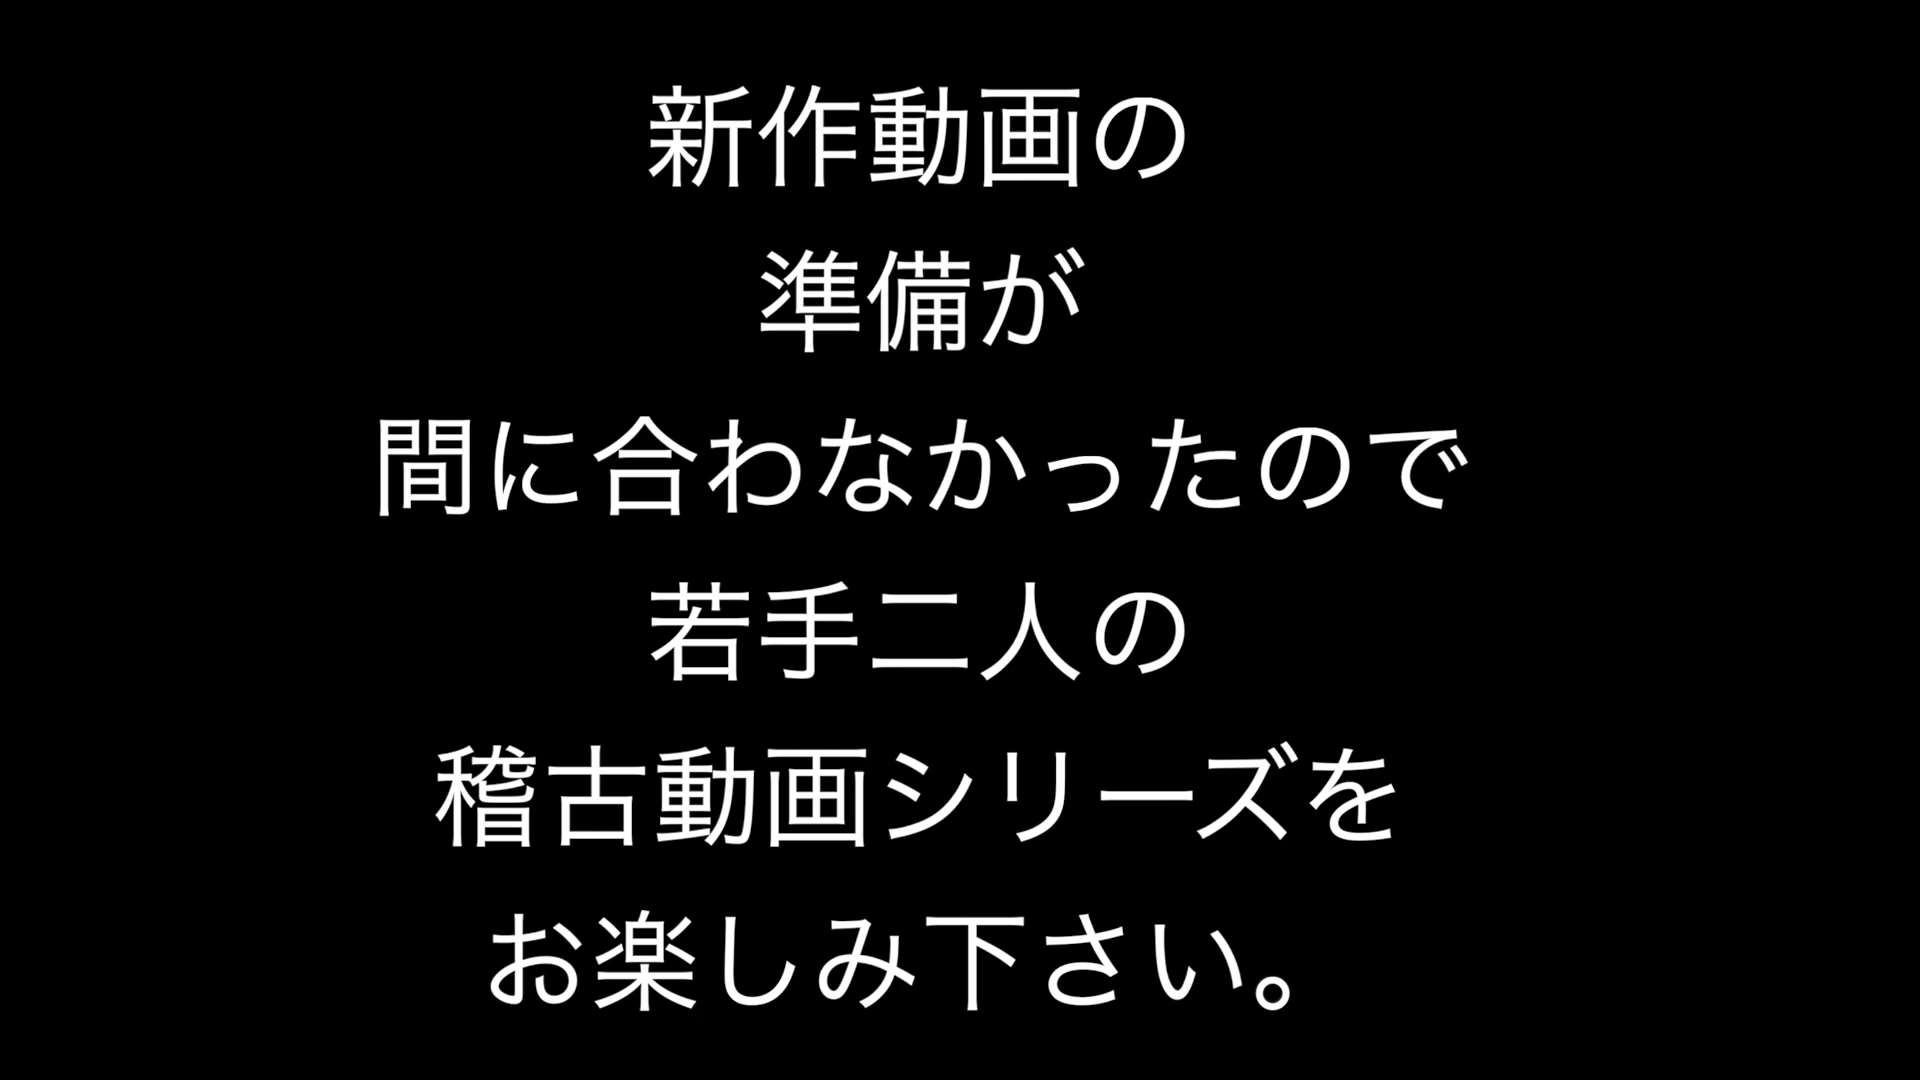 新作動画の
準備が
間に合わなかったので
若手二人の
稽古動画シリーズを
お楽しみ下さい。